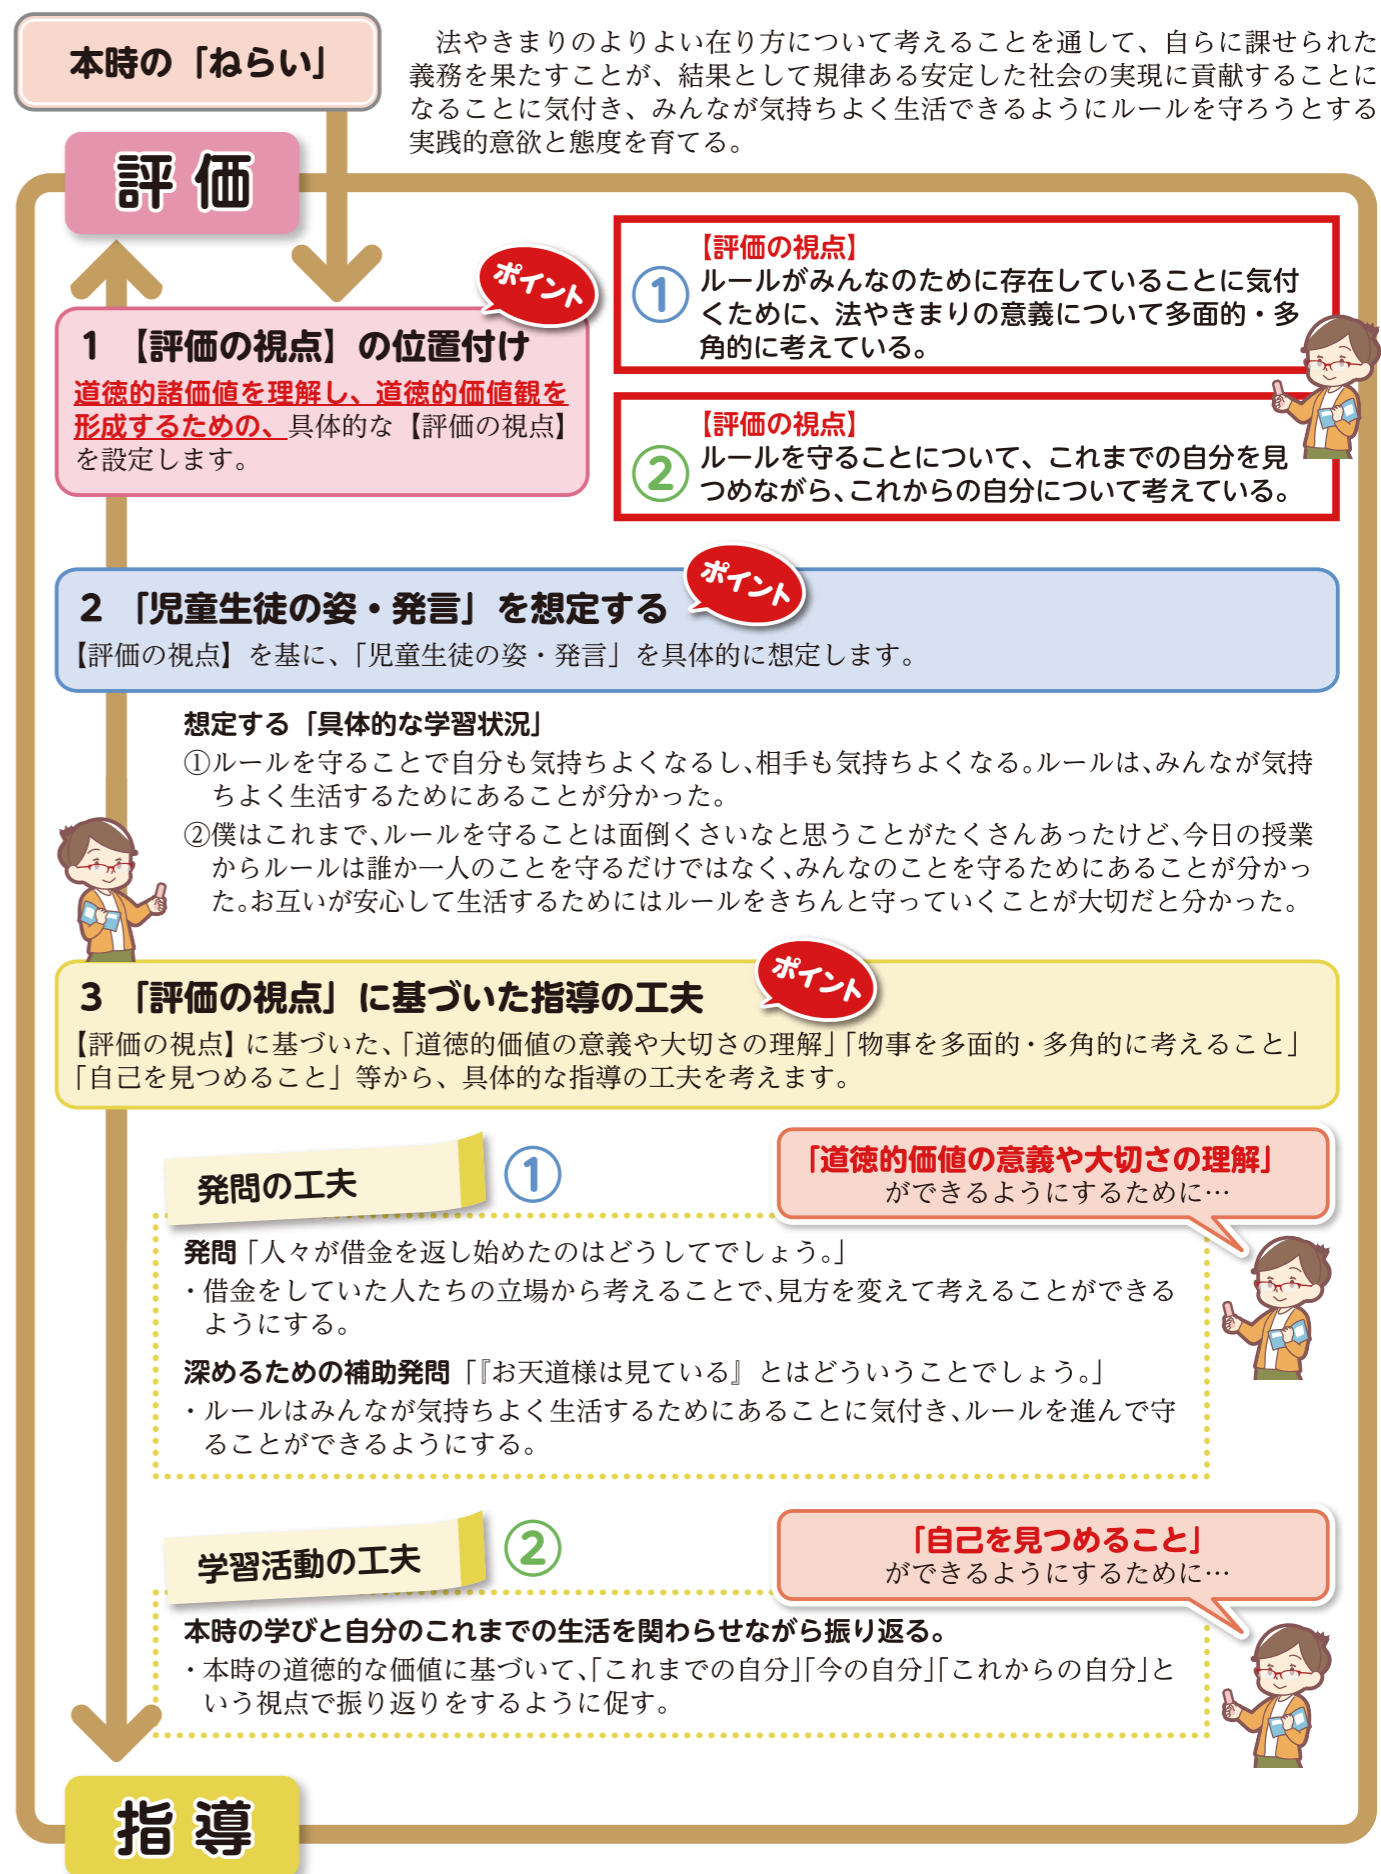 本時の「ねらい」
　法やきまりのよりよい在り方について考えることを通して、自らに課せられた
義務を果たすことが、結果として規律ある安定した社会の実現に貢献することに
なることに気付き、みんなが気持ちよく生活できるようにルールを守ろうとする
実践的意欲と態度を育てる。
評価
ポイント
1 【評価の視点】の位置付け
道徳的諸価値を理解し、道徳的価値観を
形成するための、具体的な【評価の視点】
を設定します。
【評価の視点】
① ルールがみんなのために存在していることに気付
くために、法やきまりの意義について多面的・多
角的に考えている。
【評価の視点】
② ルールを守ることについて、これまでの自分を見
つめながら、これからの自分について考えている。
ポイント
2 「児童生徒の姿・発言」を想定する
【評価の視点】を基に、「児童生徒の姿・発言」を具体的に想定します。
想定する「具体的な学習状況」
①ルールを守ることで自分も気持ちよくなるし、相手も気持ちよくなる。ルールは、みんなが気持
ちよく生活するためにあることが分かった。
②僕はこれまで、ルールを守ることは面倒くさいなと思うことがたくさんあったけど、今日の授業
からルールは誰か一人のことを守るだけではなく、みんなのことを守るためにあることが分かっ
た。お互いが安心して生活するためにはルールをきちんと守っていくことが大切だと分かった。
ポイント
3 「評価の視点」に基づいた指導の工夫
【評価の視点】に基づいた、「道徳的価値の意義や大切さの理解」「物事を多面的・多角的に考えること」
「自己を見つめること」等から、具体的な指導の工夫を考えます。
発問の工夫
①
「道徳的価値の意義や大切さの理解」
ができるようにするために…
発問「人々が借金を返し始めたのはどうしてでしょう。」
・借金をしていた人たちの立場から考えることで、見方を変えて考えることができる
ようにする。
深めるための補助発問「『お天道様は見ている』とはどういうことでしょう。」
・ルールはみんなが気持ちよく生活するためにあることに気付き、ルールを進んで守
ることができるようにする。
学習活動の工夫
②
「自己を見つめること」
ができるようにするために…
本時の学びと自分のこれまでの生活を関わらせながら振り返る。
・本時の道徳的な価値に基づいて、「これまでの自分」「今の自分」「これからの自分」と
いう視点で振り返りをするように促す。
指導